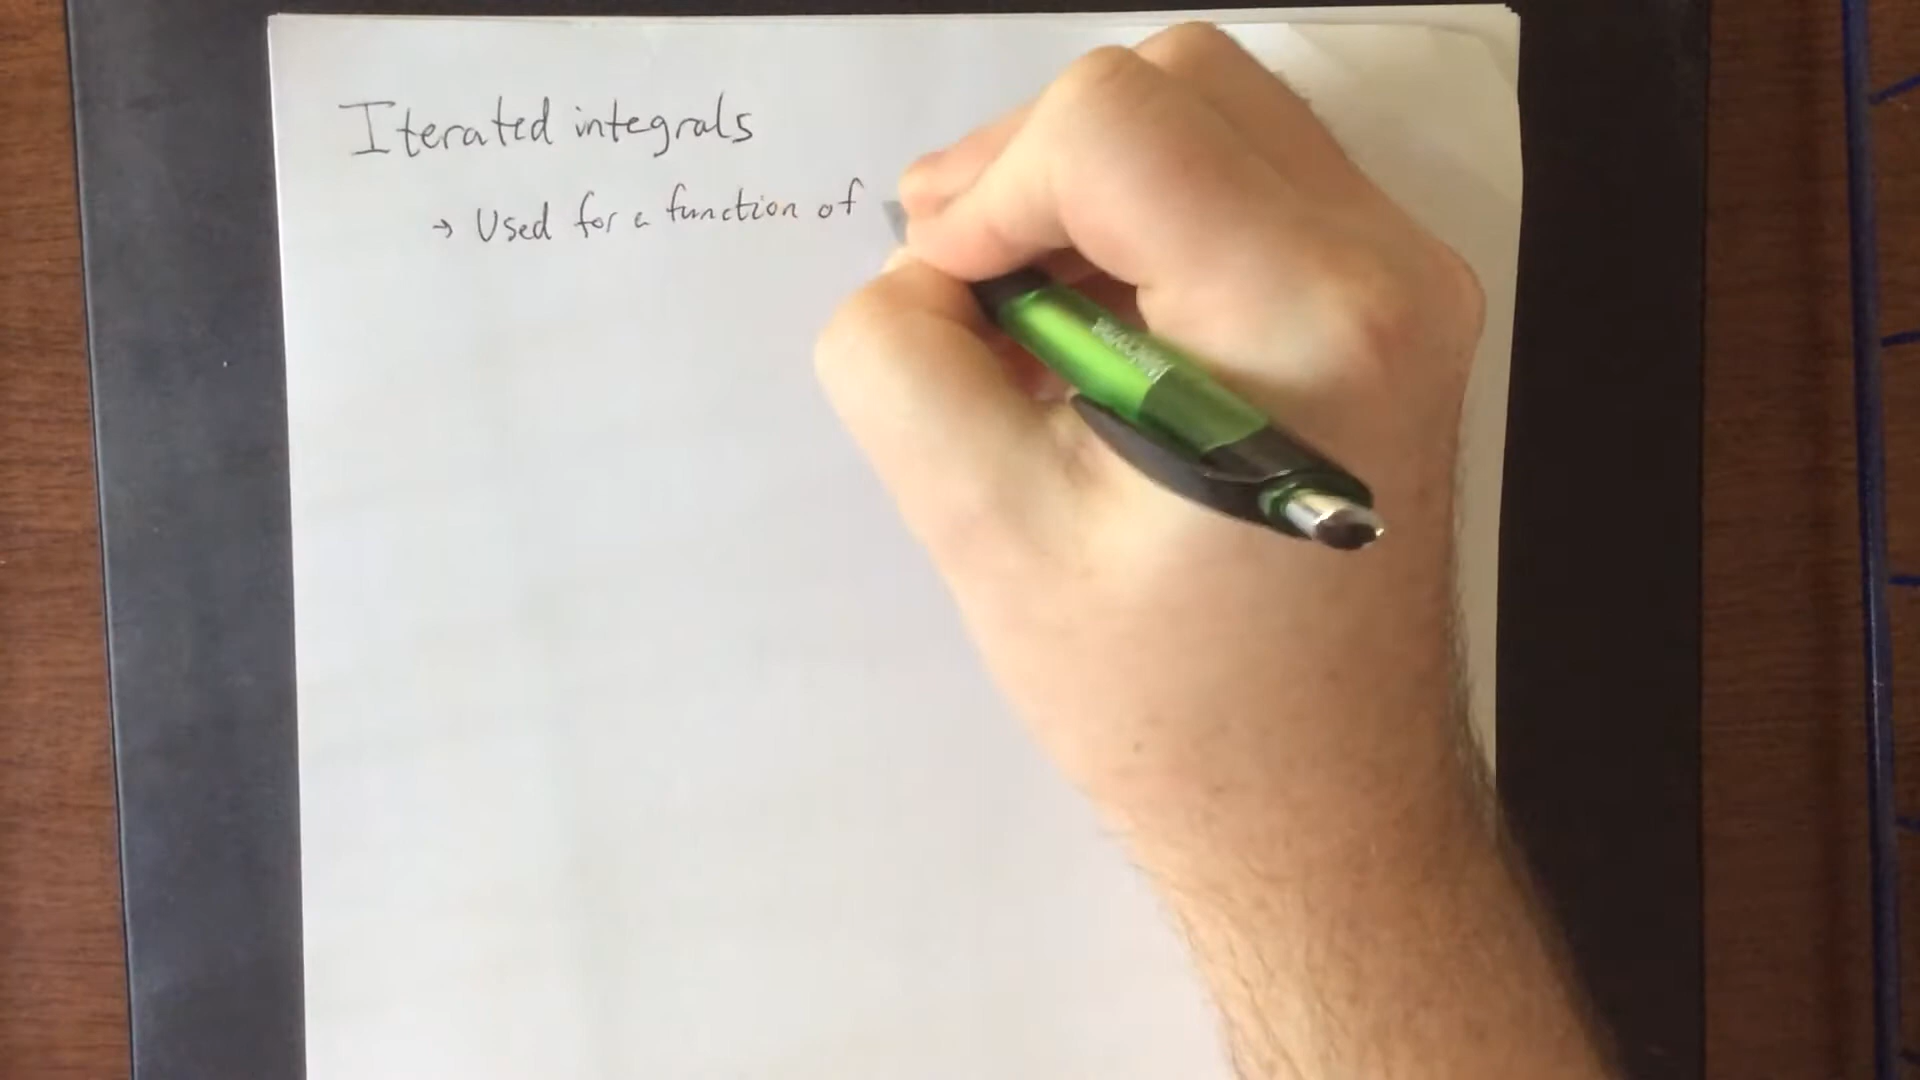 Iterated integrals
→ Used for a function of